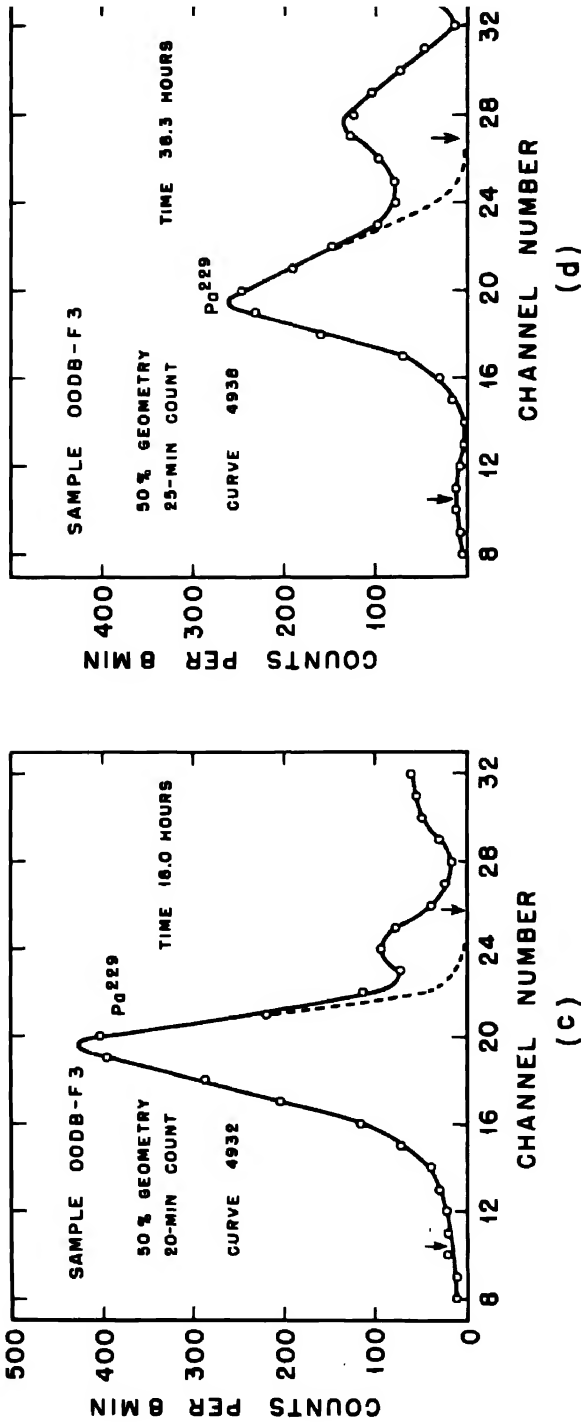 COUNTS PER 8 MIN
500
400
300
200
100
0
SAMPLE OODB-F3
50% GEOMETRY
20-MIN COUNT
CURVE 4932
Pa229
TIME 16.0 HOURS
8 12 16 20 24 28 32
CHANNEL NUMBER
(c)
COUNTS PER 8 MIN
400
300
200
100
SAMPLE OODB-F3
50% GEOMETRY
25-MIN COUNT
CURVE 4938
Pa229
TIME 38.3 HOURS
8 12 16 20 24 28 32
CHANNEL NUMBER
(d)